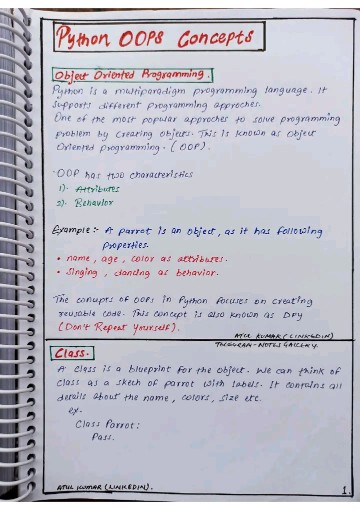 Python OOPS Concepts
Object Oriented Programming.
Python is a multiparadigm programming language. It
supports different programming approches.
One of the most popular approches to solve programming
problem by creating objects. This is known as object
Oriented programming. (OOP).
OOP has two characteristics
1). Attributes
2). Behavior
Example:- A parrot is an object, as it has following
properties.
• name, age, color as attributes.
• singing, dancing as behavior.
The concepts of OOPS in Python focuses on creating
reusable code. This concept is also known as DRY
(Don't Repeat Yourself).
ATUL KUMAR (LINKEDIN)
TELEGRAM - NOTES GALLERY.
Class.
A class is a blueprint for the object. We can think of
class as a sketch of parrot with labels. It contains all
details about the name, colors, size etc.
ex-
Class Parrot:
Pass.
ATUL KUMAR (LINKEDIN).
1.